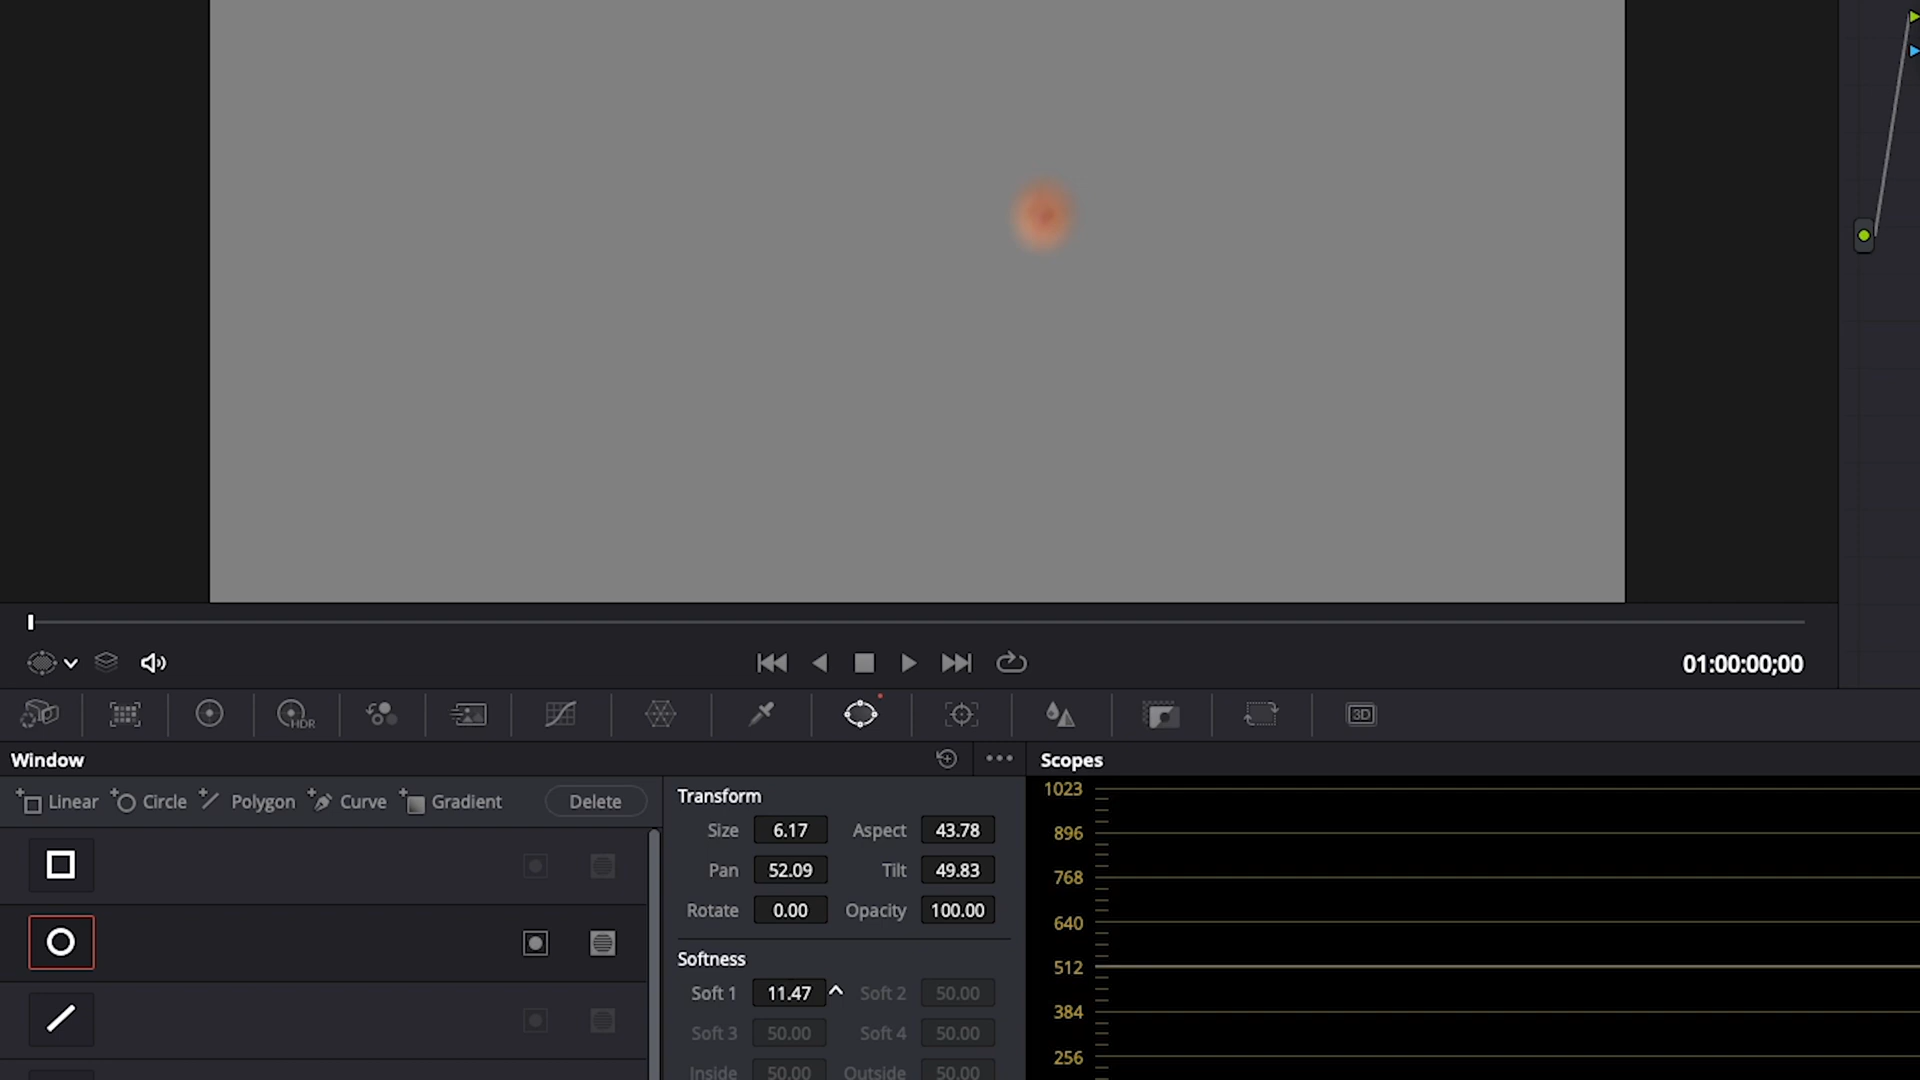 01:00:00;00
HDR
3D
Window
Scopes
Linear Circle Polygon Curve Gradient Delete
Transform
Size 6.17 Aspect 43.78
Pan 52.09 Tilt 49.83
Rotate 0.00 Opacity 100.00
Softness
Soft 1 11.47 Soft 2 50.00
Soft 3 50.00 Soft 4 50.00
Inside 50.00 Outside 50.00
1023
896
768
640
512
384
256